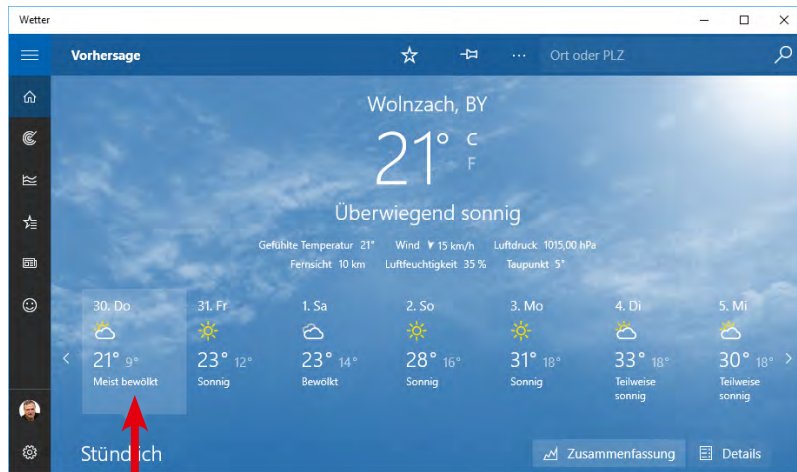 Wetter
Vorhersage
Ort oder PLZ
Wolnzach, BY
21° C
F
Überwiegend sonnig
Gefühlte Temperatur 21° Wind 15 km/h Luftdruck 1015,00 hPa
Fernsicht 10 km Luftfeuchtigkeit 35 % Taupunkt 5°
30. Do 31. Fr 1. Sa 2. So 3. Mo 4. Di 5. Mi
21° 9° 23° 12° 23° 14° 28° 16° 31° 18° 33° 18° 30° 18°
Meist bewölkt Sonnig Bewölkt Sonnig Sonnig Teilweise Teilweise
sonnig sonnig
Stündlich Zusammenfassung Details